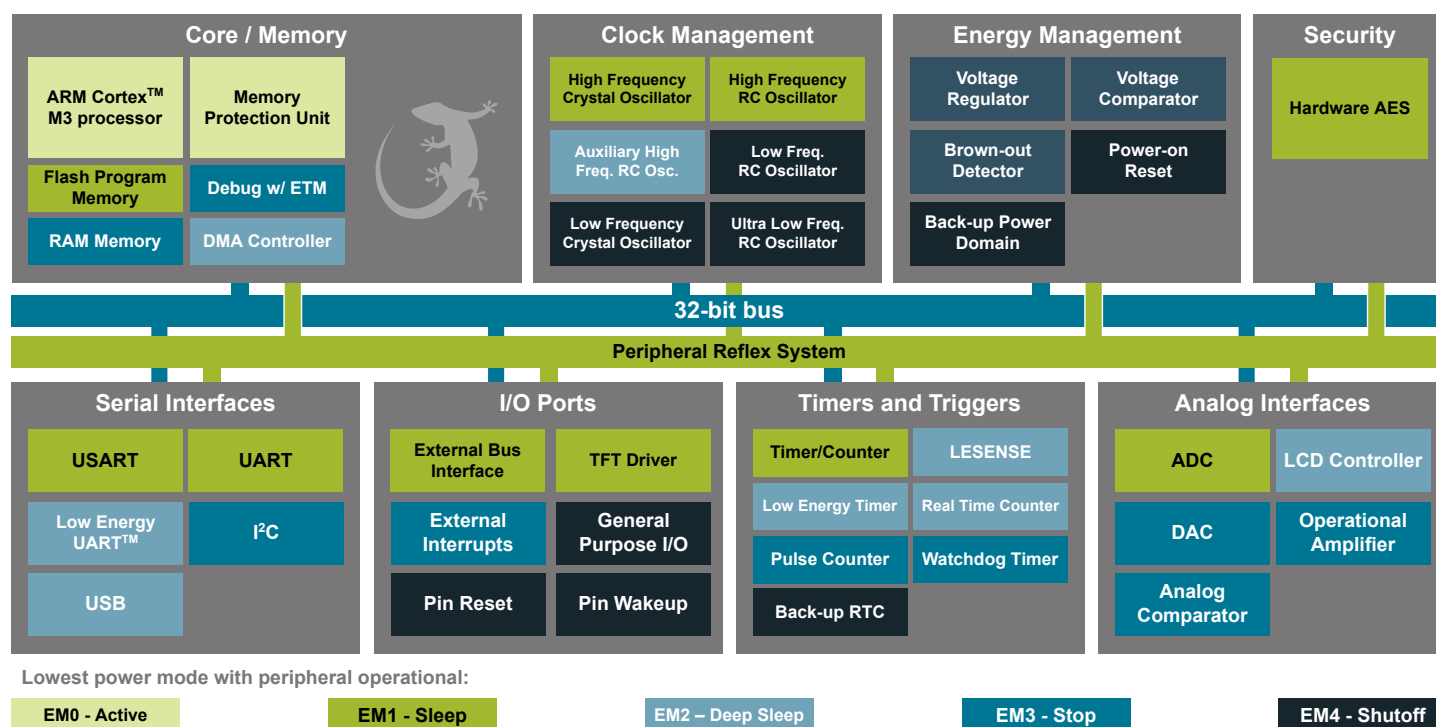 Core / Memory
ARM Cortex™
M3 processor
Memory
Protection Unit
Flash Program
Memory
Debug w/ ETM
RAM Memory
DMA Controller
Clock Management
High Frequency
Crystal Oscillator
High Frequency
RC Oscillator
Auxiliary High
Freq. RC Osc.
Low Freq.
RC Oscillator
Low Frequency
Crystal Oscillator
Ultra Low Freq.
RC Oscillator
Energy Management
Voltage
Regulator
Voltage
Comparator
Brown-out
Detector
Power-on
Reset
Back-up Power
Domain
Security
Hardware AES
32-bit bus
Peripheral Reflex System
Serial Interfaces
USART
UART
Low Energy
UART™
I²C
USB
I/O Ports
External Bus
Interface
TFT Driver
External
Interrupts
General
Purpose I/O
Pin Reset
Pin Wakeup
Timers and Triggers
Timer/Counter
LESENSE
Low Energy Timer
Real Time Counter
Pulse Counter
Watchdog Timer
Back-up RTC
Analog Interfaces
ADC
LCD Controller
DAC
Operational
Amplifier
Analog
Comparator
Lowest power mode with peripheral operational:
EM0 - Active
EM1 - Sleep
EM2 – Deep Sleep
EM3 - Stop
EM4 - Shutoff